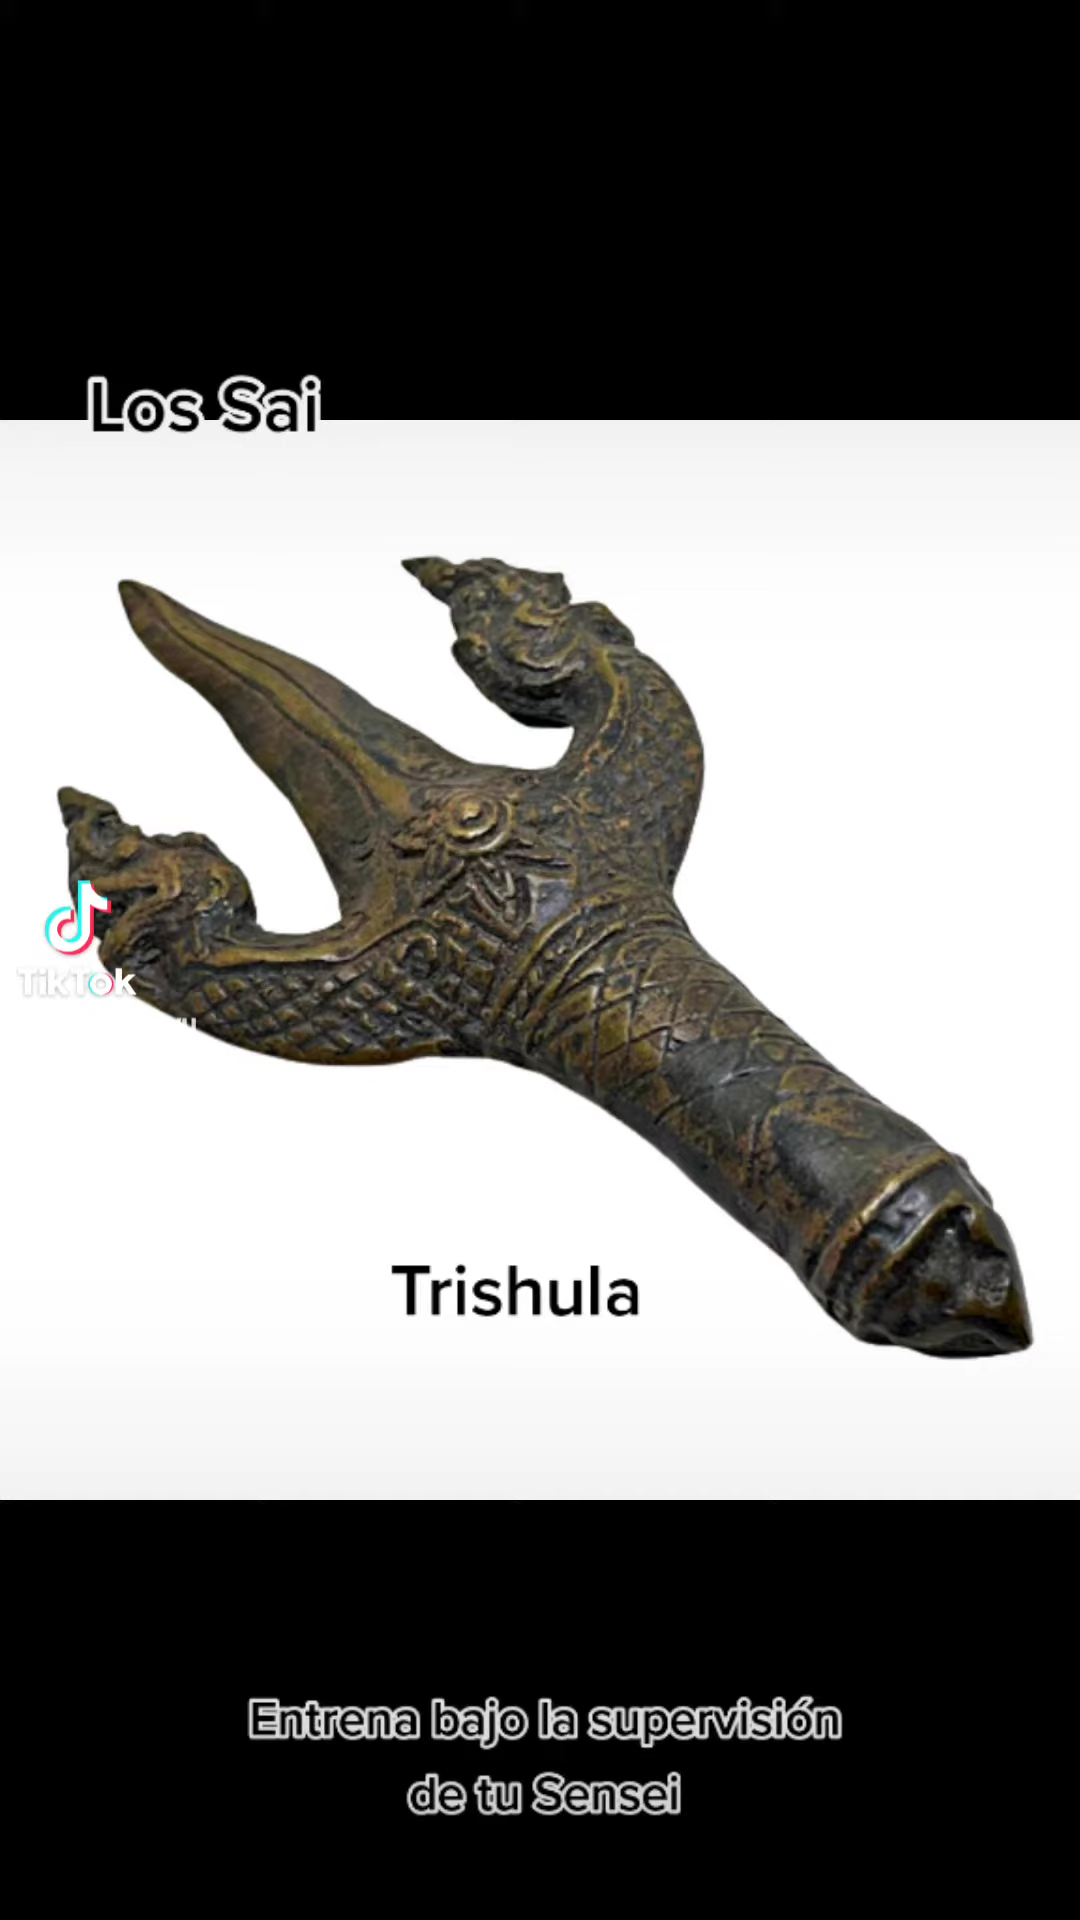 Los Sai
TikTok
Trishula
Entrena bajo la supervisión
de tu Sensei